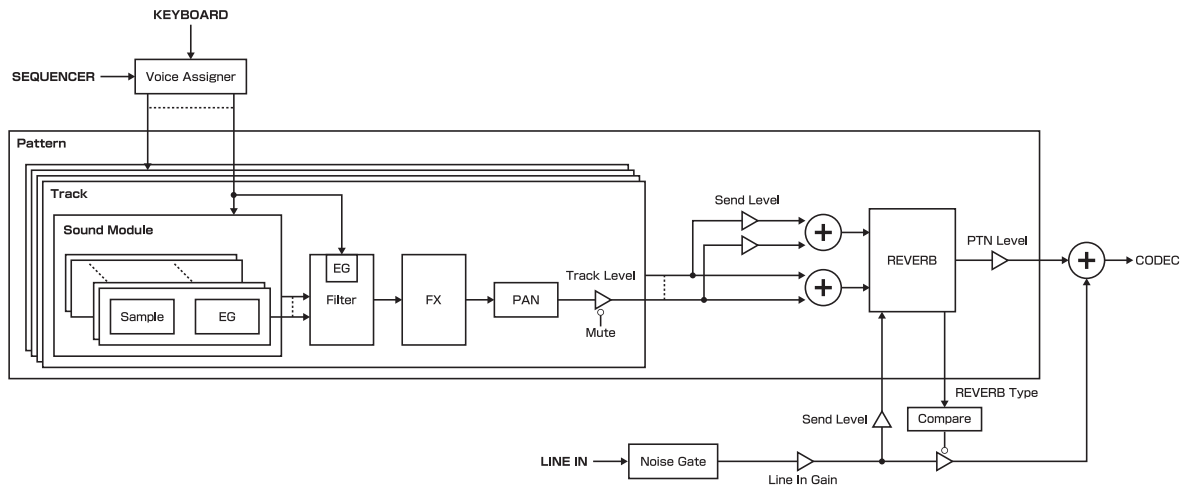 KEYBOARD
SEQUENCER
Voice Assigner
Pattern
Track
Sound Module
Sample
EG
EG
Filter
FX
PAN
Track Level
Mute
Send Level
+
+
REVERB
PTN Level
+
CODEC
REVERB Type
Send Level
Compare
LINE IN
Noise Gate
Line In Gain